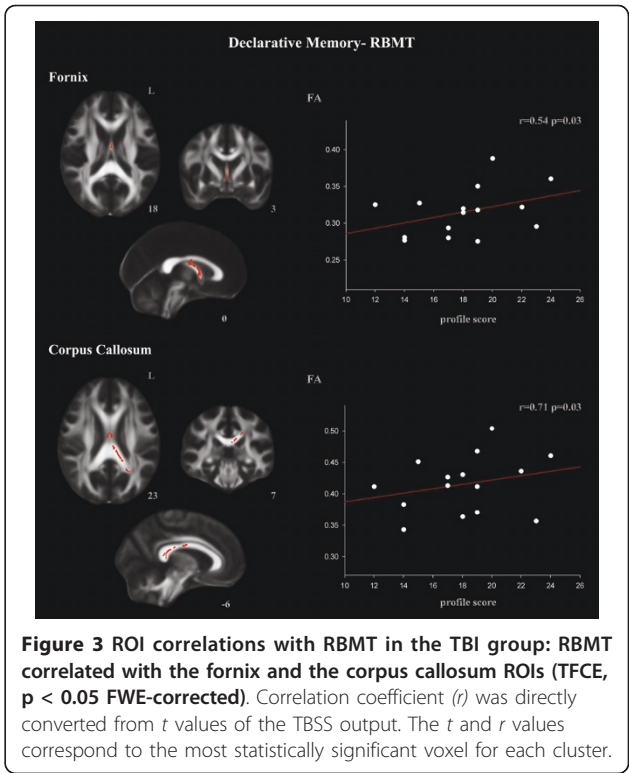 Declarative Memory- RBMT
Fornix
L
18
3
0
FA
r=0.54 p=0.03
0.40
0.35
0.30
0.25
10 12 14 16 18 20 22 24 26
profile score
Corpus Callosum
L
23
7
-6
FA
r=0.71 p=0.03
0.50
0.45
0.40
0.35
0.30
10 12 14 16 18 20 22 24 26
profile score
Figure 3 ROI correlations with RBMT in the TBI group: RBMT
correlated with the fornix and the corpus callosum ROIs (TFCE,
p < 0.05 FWE-corrected). Correlation coefficient (r) was directly
converted from t values of the TBSS output. The t and r values
correspond to the most statistically significant voxel for each cluster.